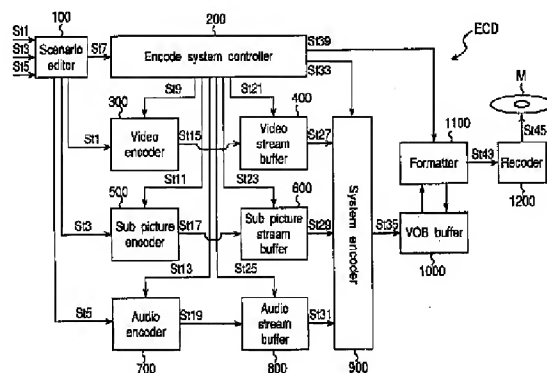 200
ECD
100
St1
St3
St5
Scenario
editor
St7
Encode system controller
St39
St33
M
St9
St21
300
400
1100
St45
St1
Video
encoder
St15
Video
stream
buffer
St27
Formatter
St43
Recoder
St11
St23
1200
500
600
St3
Sub picture
encoder
St17
Sub picture
stream
buffer
St29
System encoder
St35
VOB buffer
1000
St13
St25
St5
Audio
encoder
St19
Audio
stream
buffer
St31
700
800
900